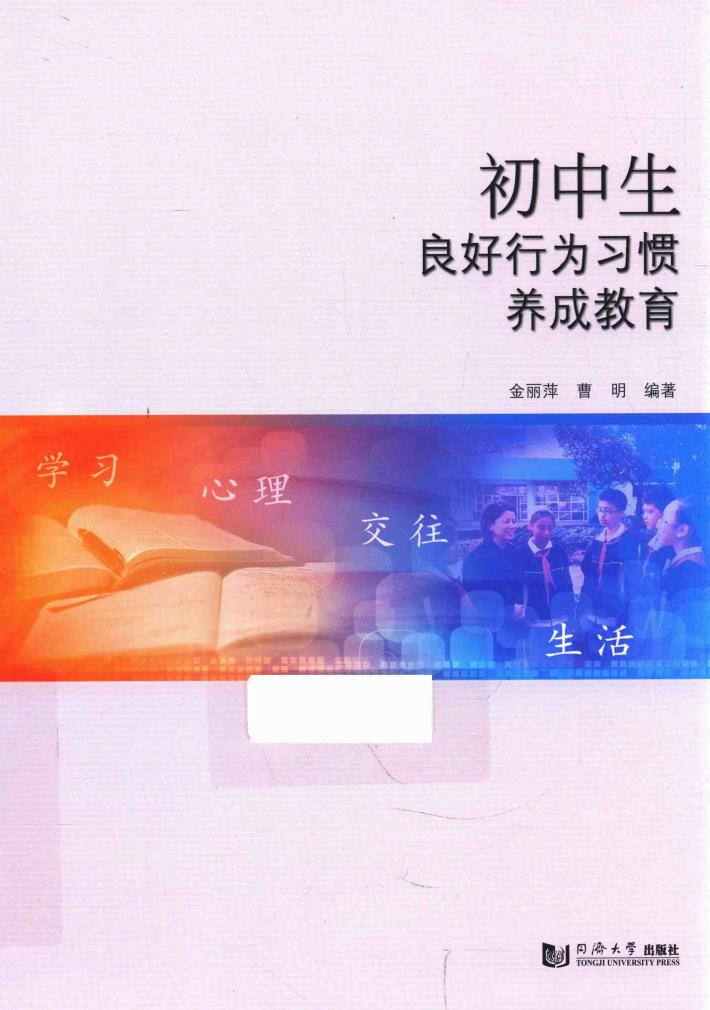 初中生
良好行为习惯
养成教育
金丽萍 曹 明 编著
学习
心理
交往
生活
同濟大学 出版社
TONGJI UNIVERSITY PRESS